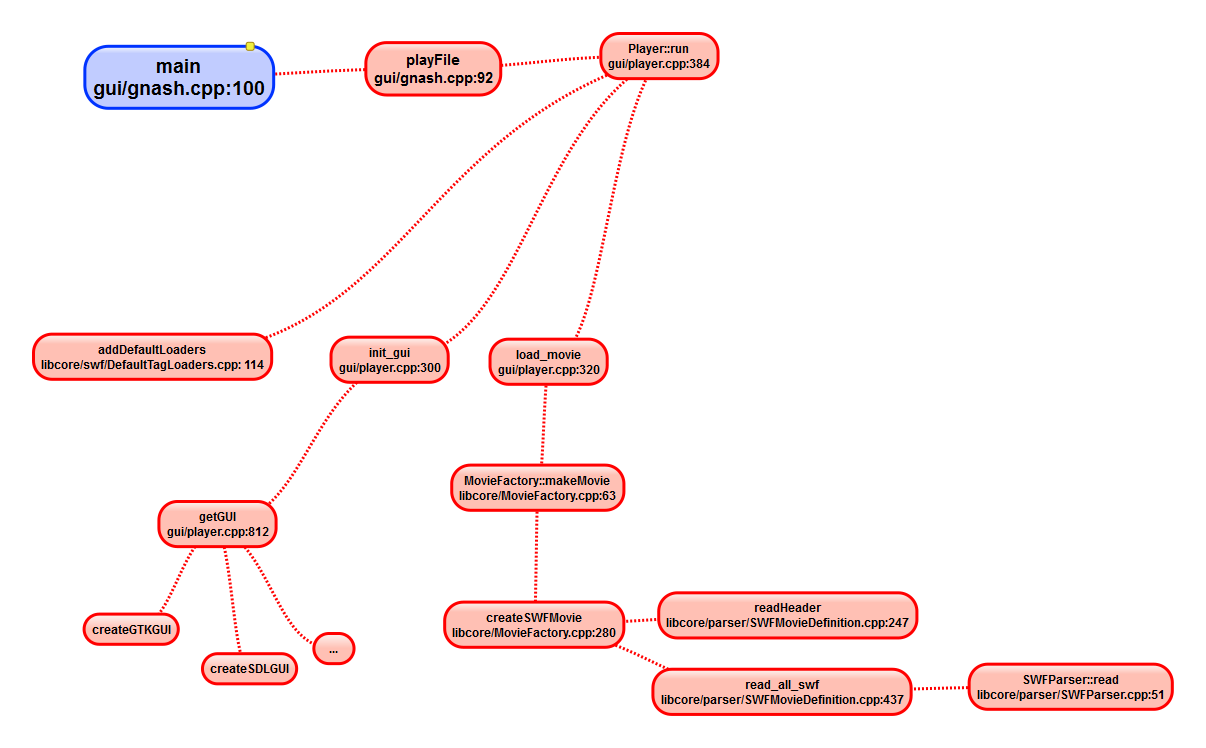 main
gui/gnash.cpp:100
playFile
gui/gnash.cpp:92
Player::run
gui/player.cpp:384
addDefaultLoaders
libcore/swf/DefaultTagLoaders.cpp: 114
init_gui
gui/player.cpp:300
load_movie
gui/player.cpp:320
MovieFactory::makeMovie
libcore/MovieFactory.cpp:63
getGUI
gui/player.cpp:812
createGTKGUI
createSDLGUI
...
createSWFMovie
libcore/MovieFactory.cpp:280
readHeader
libcore/parser/SWFMovieDefinition.cpp:247
read_all_swf
libcore/parser/SWFMovieDefinition.cpp:437
SWFParser::read
libcore/parser/SWFParser.cpp:51